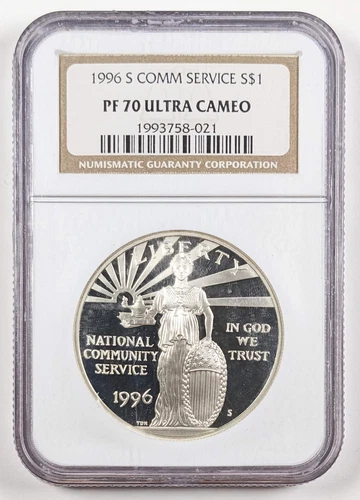 1996 S COMM SERVICE S$1
PF 70 ULTRA CAMEO
1993758-021
NUMISMATIC GUARANTY CORPORATION
LIBERTY
NATIONAL
COMMUNITY
SERVICE
IN GOD
WE
TRUST
1996
S